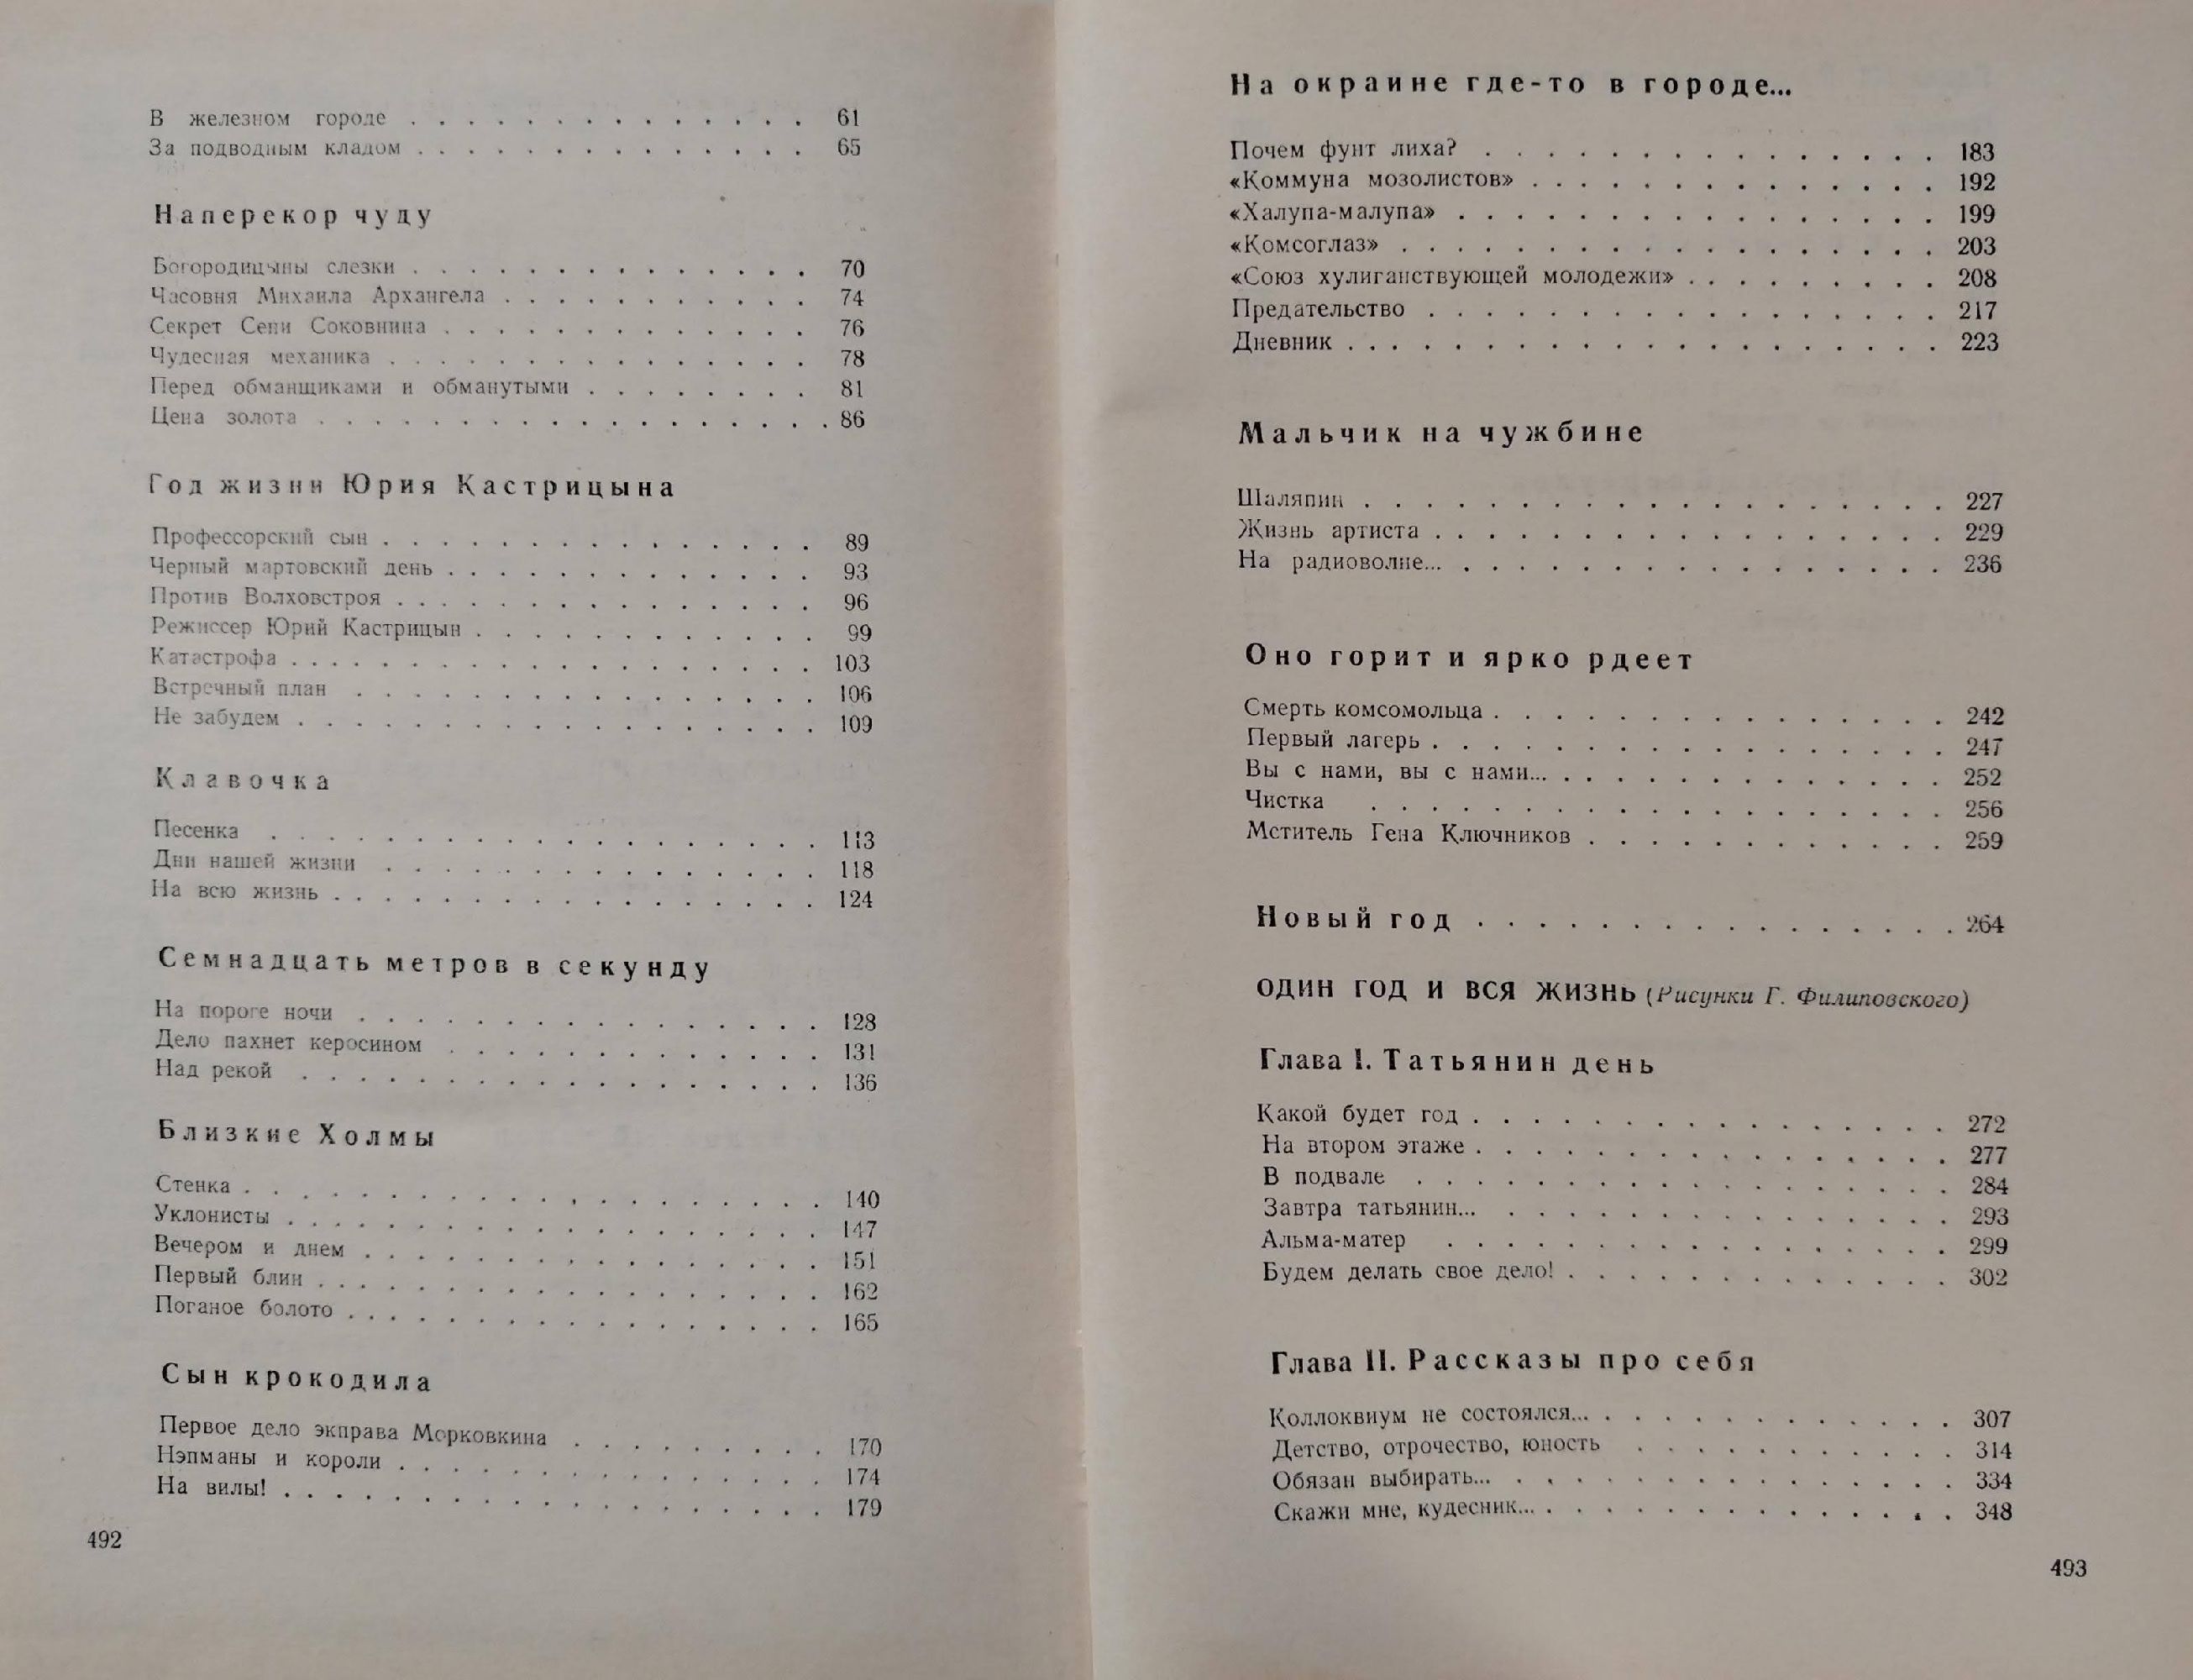 В железном городе . . . . . . . . . . . . . . 61
За подводным кладом . . . . . . . . . . . . . . 65
Наперекор чуду
Богородицыны слезки . . . . . . . . . . . . . . 70
Часовня Михаила Архангела . . . . . . . . . . . 74
Секрет Сени Соковнина . . . . . . . . . . . . . 76
Чудесная механика . . . . . . . . . . . . . . . 78
Перед обманщиками и обманутыми . . . . . . . . 81
Цена золота . . . . . . . . . . . . . . . . . . 86
Год жизни Юрия Кастрицына
Профессорский сын . . . . . . . . . . . . . . . 89
Черный мартовский день . . . . . . . . . . . . . 93
Против Волховстроя . . . . . . . . . . . . . . . 96
Режиссер Юрий Кастрицын . . . . . . . . . . . . 99
Катастрофа . . . . . . . . . . . . . . . . . . . 103
Встречный план . . . . . . . . . . . . . . . . 106
Не забудем . . . . . . . . . . . . . . . . . . 109
Клавочка
Песенка . . . . . . . . . . . . . . . . . . . 113
Дни нашей жизни . . . . . . . . . . . . . . . 118
На всю жизнь . . . . . . . . . . . . . . . . . 124
Семнадцать метров в секунду
На пороге ночи . . . . . . . . . . . . . . . . 128
Дело пахнет керосином . . . . . . . . . . . . . 131
Над рекой . . . . . . . . . . . . . . . . . . 136
Близкие Холмы
Стенка . . . . . . . . . . . . . . . . . . . . 140
Уклонисты . . . . . . . . . . . . . . . . . . . 147
Вечером и днем . . . . . . . . . . . . . . . . 151
Первый блин . . . . . . . . . . . . . . . . . . 162
Поганое болото . . . . . . . . . . . . . . . . . 165
Сын крокодила
Первое дело экправа Морковкина . . . . . . . . . 170
Нэпманы и короли . . . . . . . . . . . . . . . 174
На вилы! . . . . . . . . . . . . . . . . . . . 179
492
На окраине где-то в городе...
Почем фунт лиха? . . . . . . . . . . . . . . . 183
«Коммуна мозолистов» . . . . . . . . . . . . . 192
«Халупа-малупа» . . . . . . . . . . . . . . . . 199
«Комсоглаз» . . . . . . . . . . . . . . . . . . 203
«Союз хулиганствующей молодежи» . . . . . . . . . 208
Предательство . . . . . . . . . . . . . . . . . 217
Дневник . . . . . . . . . . . . . . . . . . . . 223
Мальчик на чужбине
Шаляпин . . . . . . . . . . . . . . . . . . . 227
Жизнь артиста . . . . . . . . . . . . . . . . . 229
На радиоволне... . . . . . . . . . . . . . . . . 236
Оно горит и ярко рдеет
Смерть комсомольца . . . . . . . . . . . . . . . 242
Первый лагерь . . . . . . . . . . . . . . . . . 247
Вы с нами, вы с нами... . . . . . . . . . . . . . 252
Чистка . . . . . . . . . . . . . . . . . . . 256
Мститель Гена Ключников . . . . . . . . . . . . 259
Новый год . . . . . . . . . . . . . . . . 264
ОДИН ГОД И ВСЯ ЖИЗНЬ (Рисунки Г. Филиповского)
Глава I. Татьянин день
Какой будет год . . . . . . . . . . . . . . . . 272
На втором этаже . . . . . . . . . . . . . . . . 277
В подвале . . . . . . . . . . . . . . . . . . 284
Завтра татьянин... . . . . . . . . . . . . . . . 293
Альма-матер . . . . . . . . . . . . . . . . . 299
Будем делать свое дело! . . . . . . . . . . . . . 302
Глава II. Рассказы про себя
Коллоквиум не состоялся... . . . . . . . . . . . . 307
Детство, отрочество, юность . . . . . . . . . . . 314
Обязан выбирать... . . . . . . . . . . . . . . . 334
Скажи мне, кудесник... . . . . . . . . . . . . . . 348
493